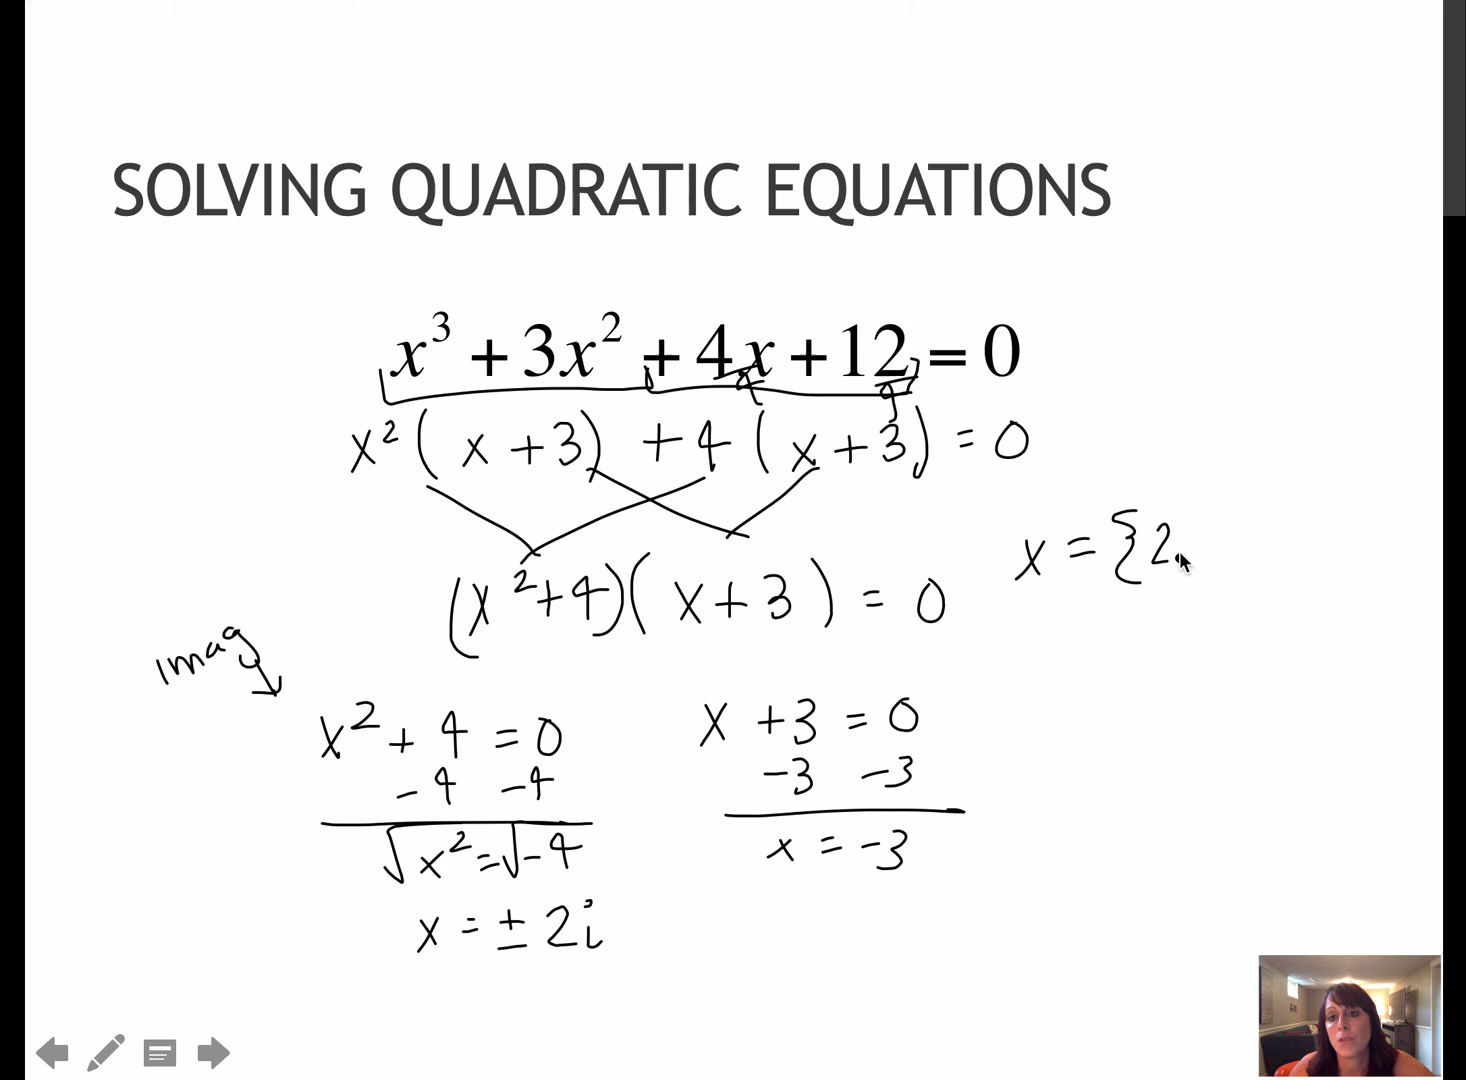 SOLVING QUADRATIC EQUATIONS
x³ + 3x² + 4x + 12 = 0
x² (x + 3) + 4 (x + 3) = 0
x = {2
(x² + 4)(x + 3) = 0
imag
x² + 4 = 0
x + 3 = 0
- 4 - 4
- 3 - 3
√x² = √-4
x = -3
x = ± 2i